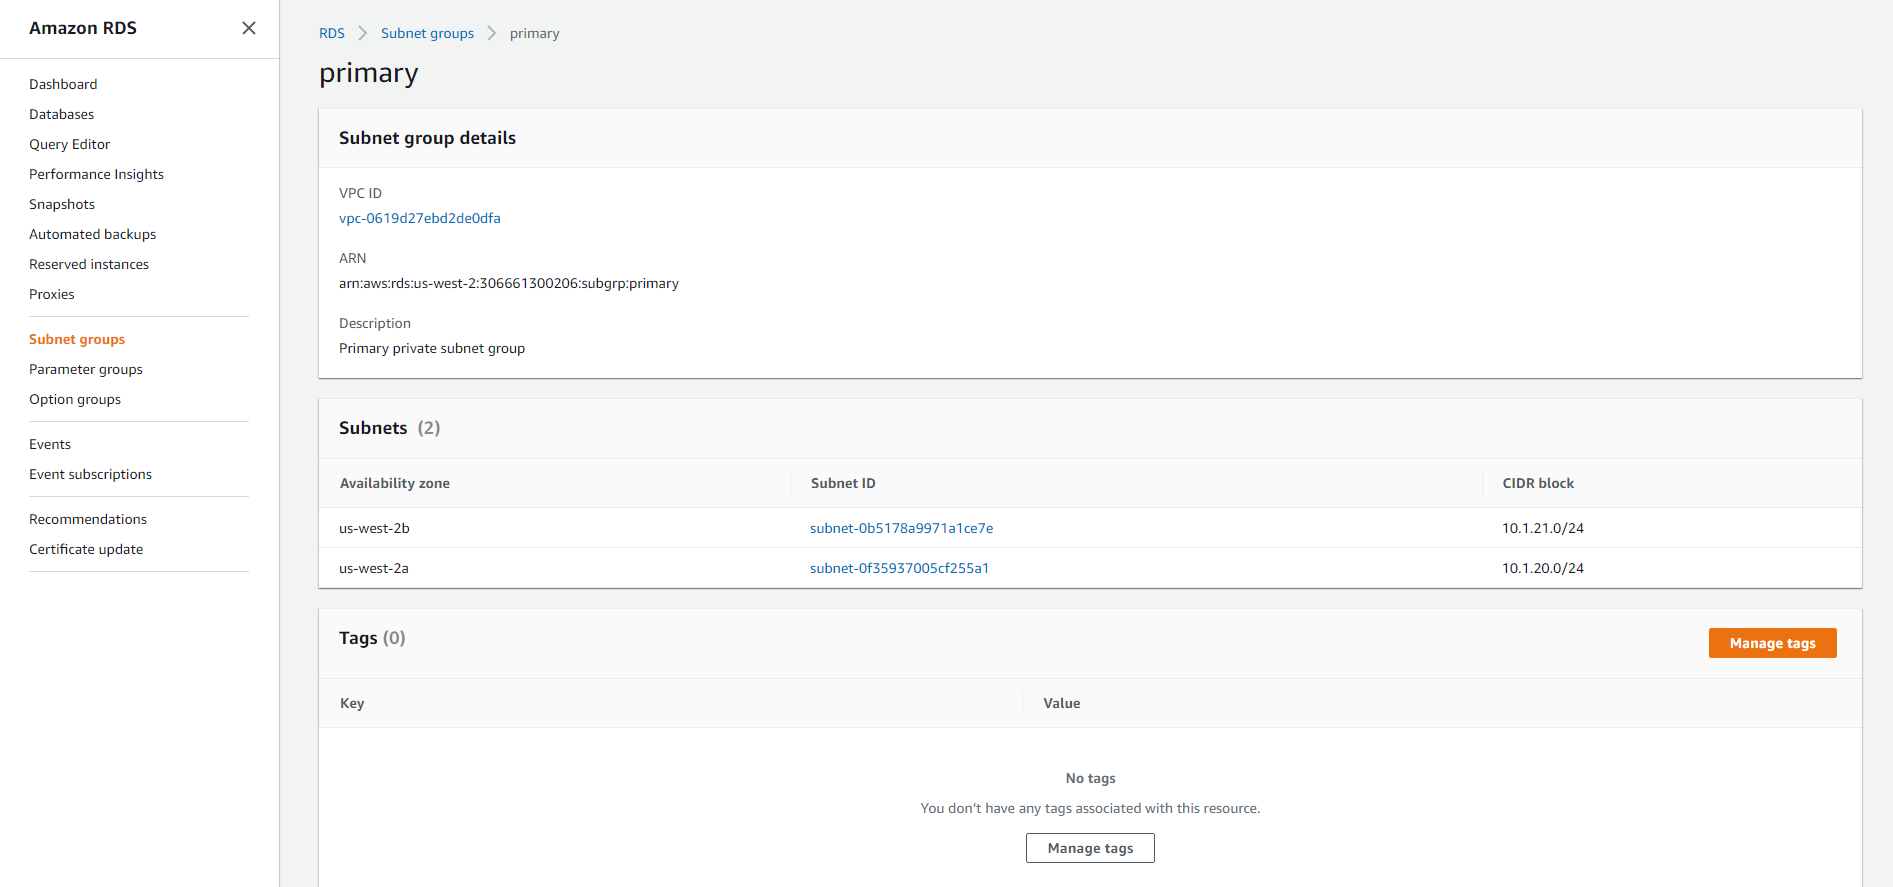 Amazon RDS
Dashboard
Databases
Query Editor
Performance Insights
Snapshots
Automated backups
Reserved instances
Proxies
Subnet groups
Parameter groups
Option groups
Events
Event subscriptions
Recommendations
Certificate update
RDS Subnet groups primary
primary
Subnet group details
VPC ID
vpc-0619d27ebd2de0dfa
ARN
arn:aws:rds:us-west-2:306661300206:subgrp:primary
Description
Primary private subnet group
Subnets (2)
Availability zone Subnet ID CIDR block
us-west-2b subnet-0b5178a9971a1ce7e 10.1.21.0/24
us-west-2a subnet-0f35937005cf255a1 10.1.20.0/24
Tags (0) Manage tags
Key Value
No tags
You don’t have any tags associated with this resource.
Manage tags